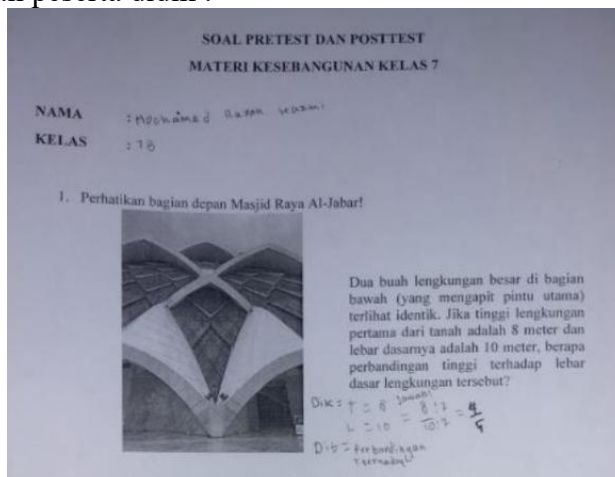 SOAL PRETEST DAN POSTTEST
MATERI KESEBANGUNAN KELAS 7
NAMA :
KELAS : 7B
1. Perhatikan bagian depan Masjid Raya Al-Jabar!
Dua buah lengkungan besar di bagian
bawah (yang mengapit pintu utama)
terlihat identik. Jika tinggi lengkungan
pertama dari tanah adalah 8 meter dan
lebar dasarnya adalah 10 meter, berapa
perbandingan tinggi terhadap lebar
dasar lengkungan tersebut?
Dik : t = 8 Jawab:
L = 10 = 8:2 / 10:2 = 4/5
Dit = Perbandingan